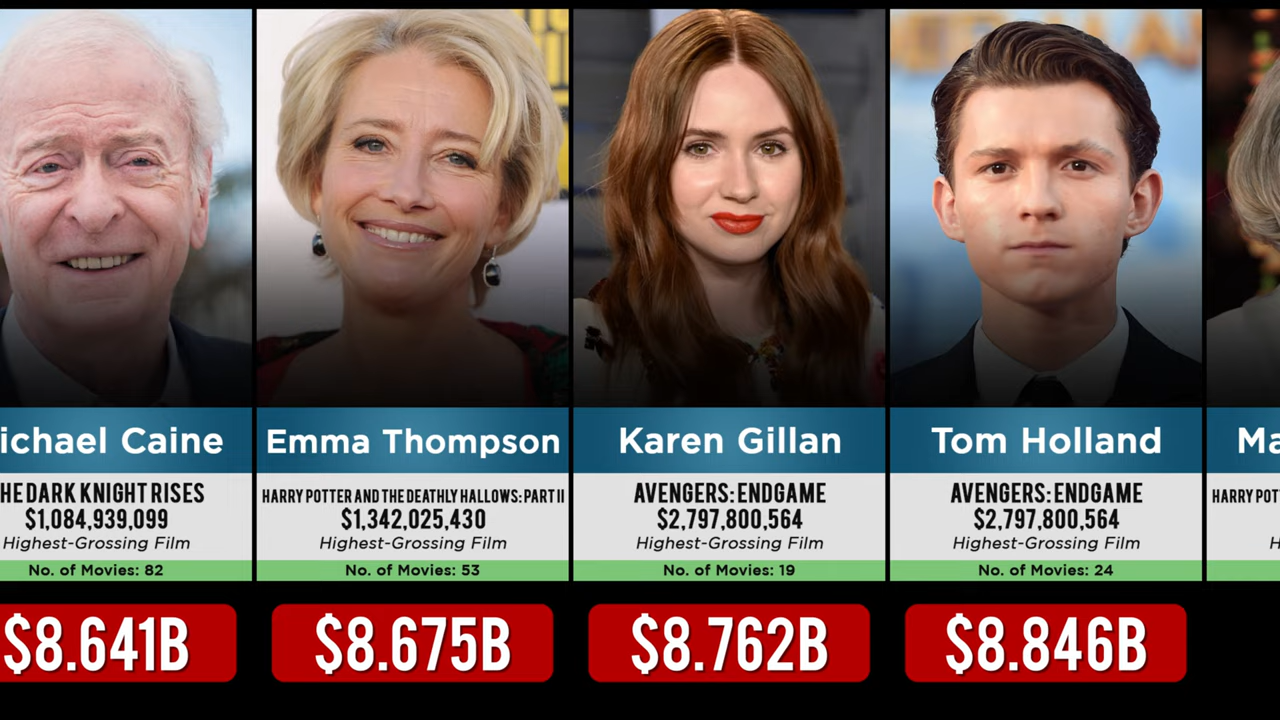 ichael Caine
HE DARK KNIGHT RISES
$1,084,939,099
Highest-Grossing Film
No. of Movies: 82
$8.641B
Emma Thompson
HARRY POTTER AND THE DEATHLY HALLOWS: PART II
$1,342,025,430
Highest-Grossing Film
No. of Movies: 53
$8.675B
Karen Gillan
AVENGERS: ENDGAME
$2,797,800,564
Highest-Grossing Film
No. of Movies: 19
$8.762B
Tom Holland
AVENGERS: ENDGAME
$2,797,800,564
Highest-Grossing Film
No. of Movies: 24
$8.846B
Ma
HARRY POT
H